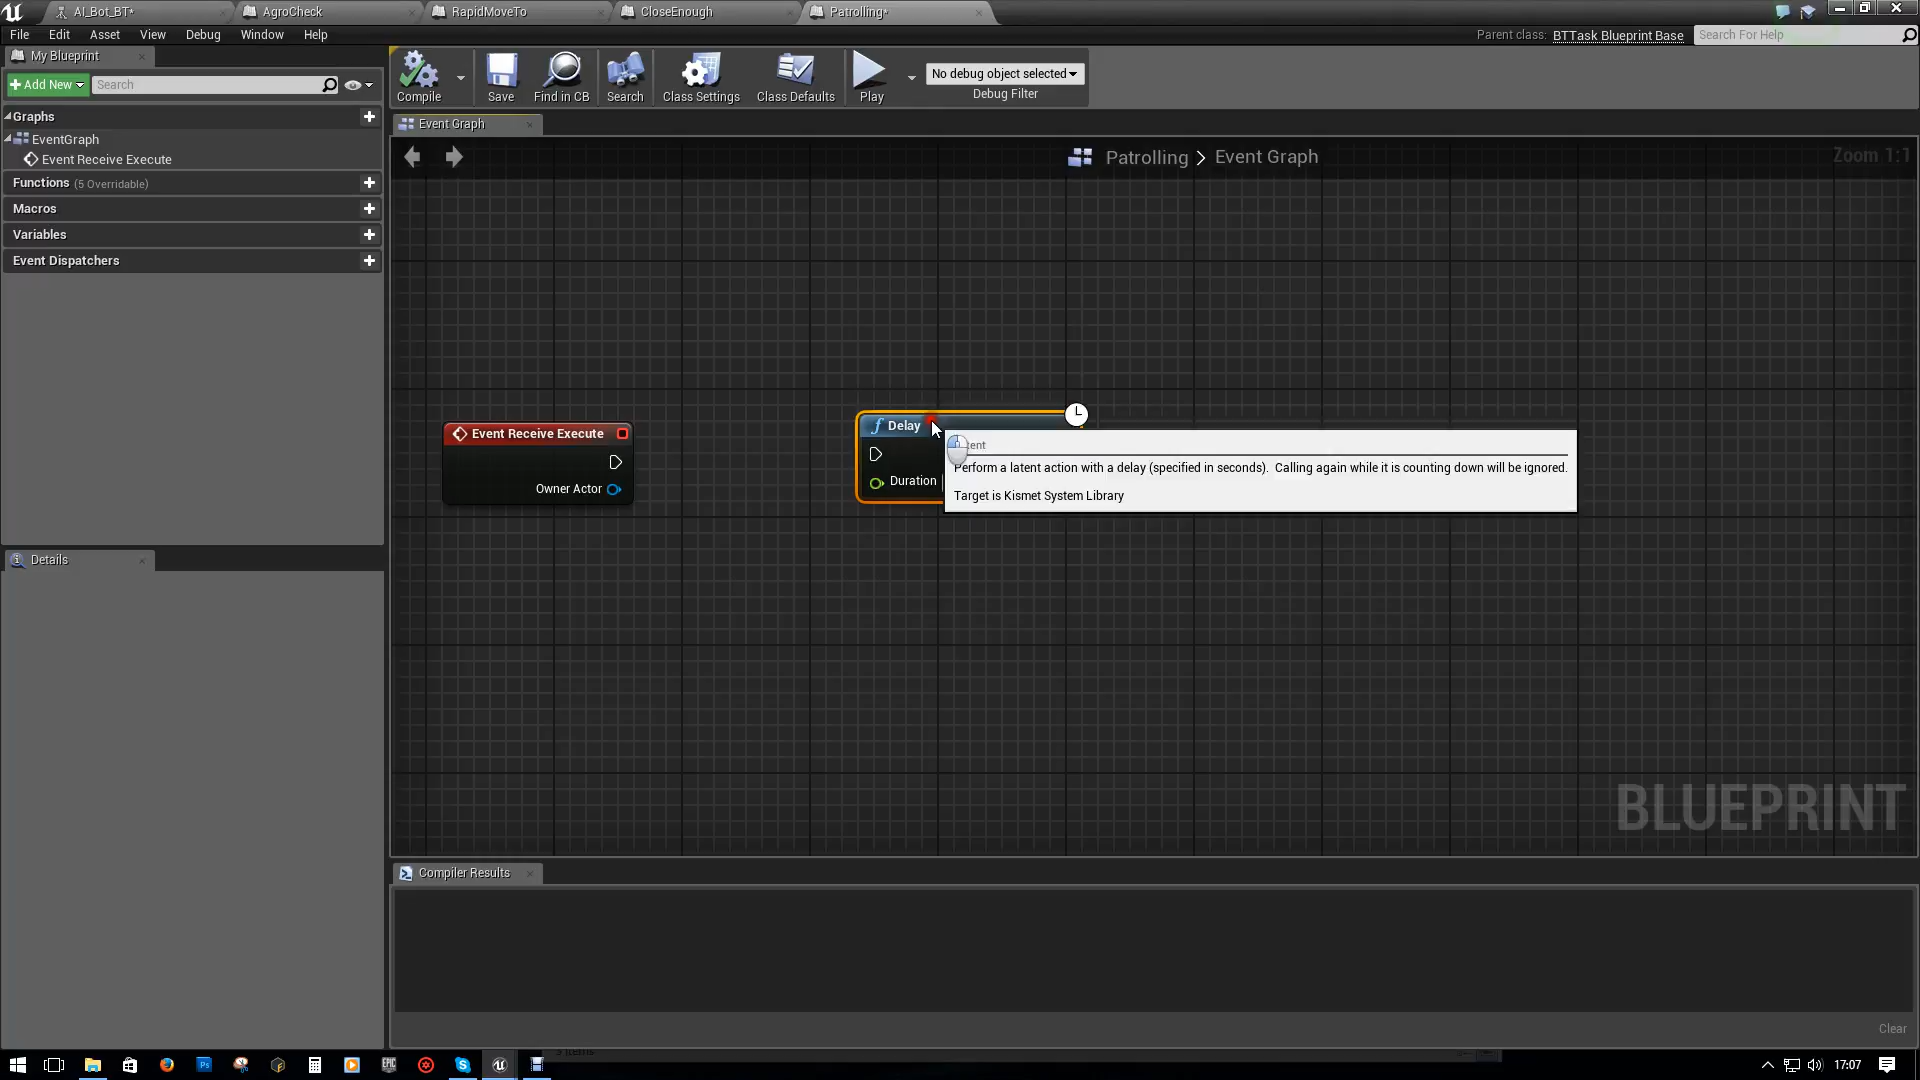 AI_Bot_BT*
AgroCheck
RapidMoveTo
CloseEnough
Patrolling*
File
Edit
Asset
View
Debug
Window
Help
Parent class: BTTask Blueprint Base
Search For Help
My Blueprint
Add New
Search
Compile
Save
Find in CB
Search
Class Settings
Class Defaults
Play
No debug object selected
Debug Filter
Graphs
EventGraph
Event Receive Execute
Functions (5 Overridable)
Macros
Variables
Event Dispatchers
Event Graph
Patrolling > Event Graph
Zoom 1:1
Event Receive Execute
Owner Actor
Delay
Duration
Perform a latent action with a delay (specified in seconds).  Calling again while it is counting down will be ignored.
Target is Kismet System Library
Details
BLUEPRINT
Compiler Results
Clear
Ps
EPIC
17:07